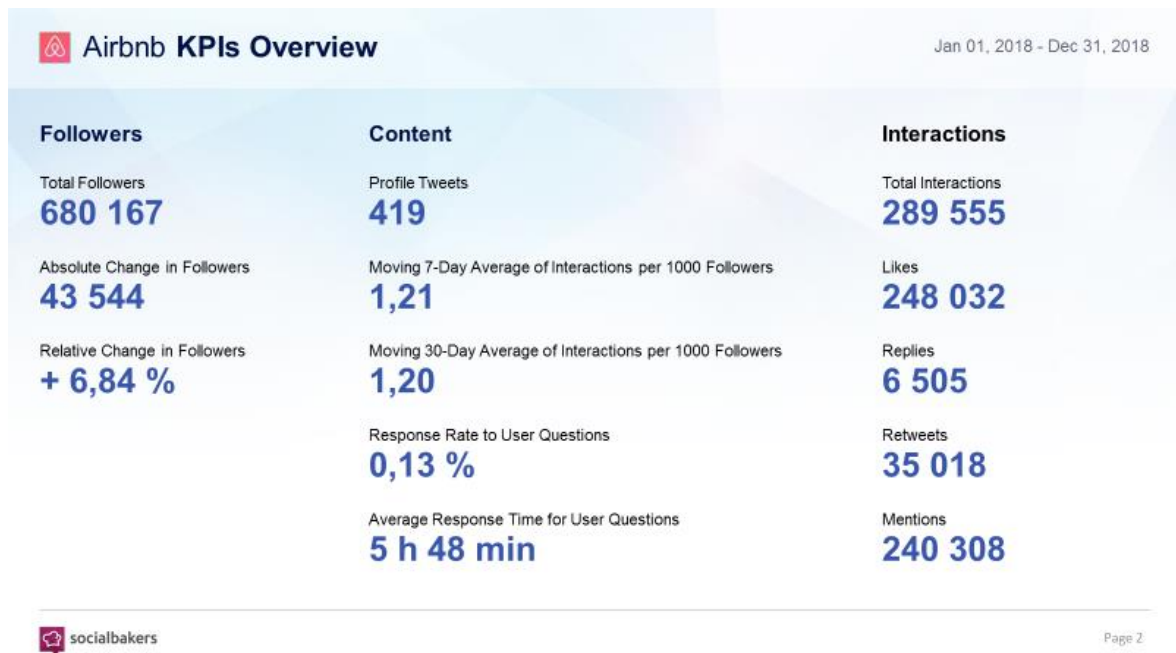 Airbnb KPIs Overview
Jan 01, 2018 - Dec 31, 2018
Followers
Total Followers
680 167
Absolute Change in Followers
43 544
Relative Change in Followers
+ 6,84 %
Content
Profile Tweets
419
Moving 7-Day Average of Interactions per 1000 Followers
1,21
Moving 30-Day Average of Interactions per 1000 Followers
1,20
Response Rate to User Questions
0,13 %
Average Response Time for User Questions
5 h 48 min
Interactions
Total Interactions
289 555
Likes
248 032
Replies
6 505
Retweets
35 018
Mentions
240 308
socialbakers
Page 2